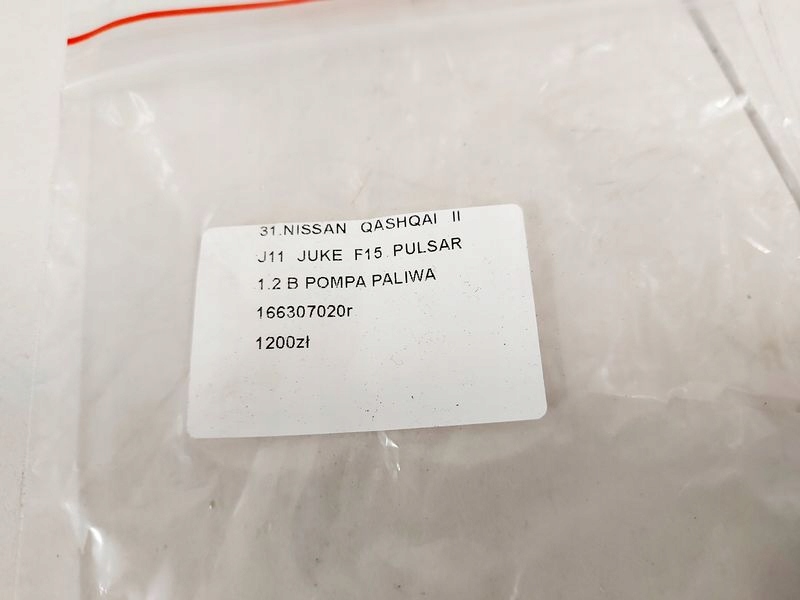 31.NISSAN QASHQAI II
J11 JUKE F15 PULSAR
1.2 B POMPA PALIWA
166307020r
1200zł